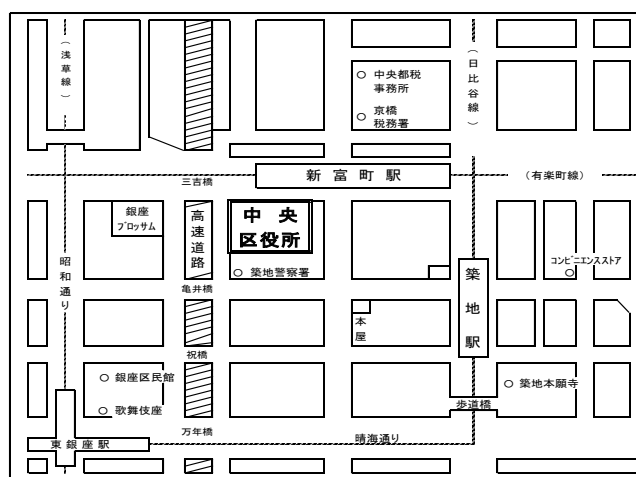 （浅草線）
（日比谷線）
中央都税
事務所
京橋
税務署
三吉橋
新富町駅
（有楽町線）
銀座
ブロッサム
高速道路
中央
区役所
築地警察署
昭和通り
コンビニエンスストア
築地駅
亀井橋
本屋
祝橋
銀座区民館
歌舞伎座
築地本願寺
歩道橋
万年橋
東銀座駅
晴海通り